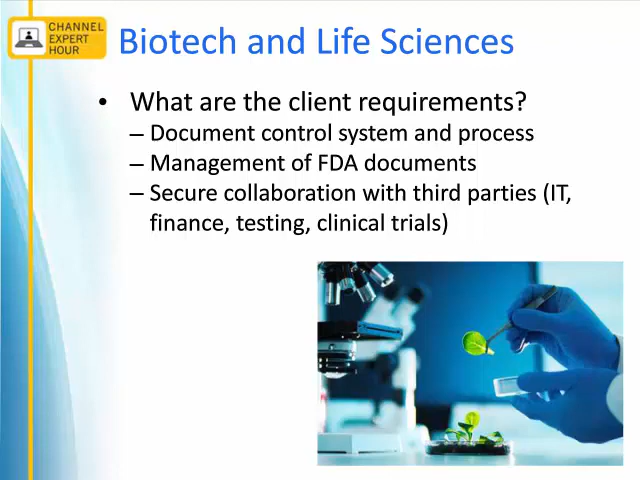 CHANNEL
EXPERT
HOUR
Biotech and Life Sciences
• What are the client requirements?
– Document control system and process
– Management of FDA documents
– Secure collaboration with third parties (IT,
finance, testing, clinical trials)